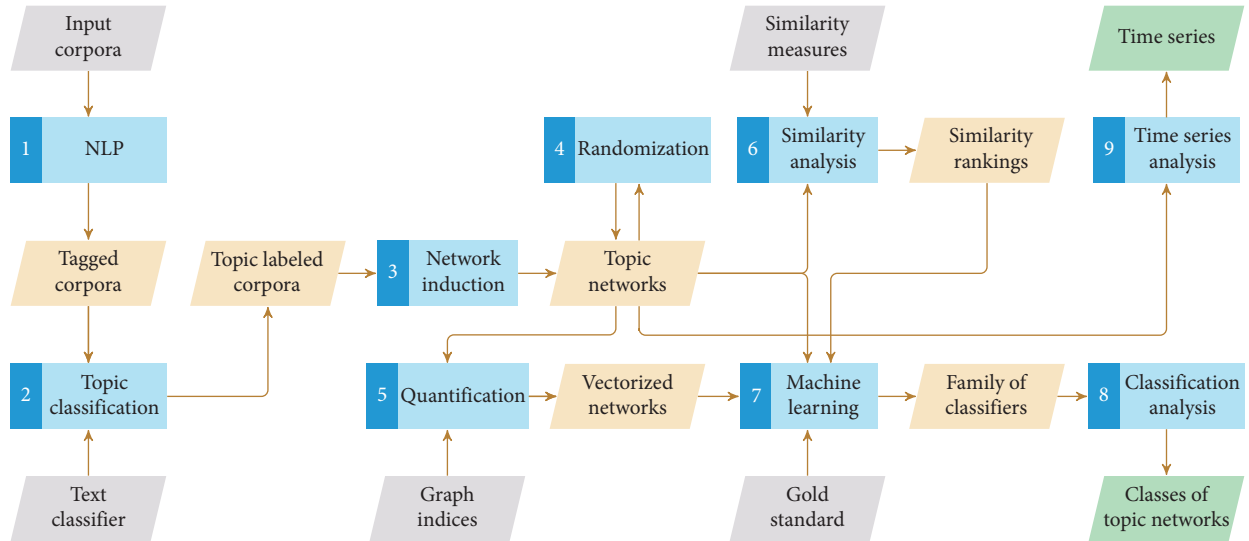 Input
corpora
Similarity
measures
Time series
1
NLP
4
Randomization
6
Similarity
analysis
Similarity
rankings
9
Time series
analysis
Tagged
corpora
Topic labeled
corpora
3
Network
induction
Topic
networks
2
Topic
classification
5
Quantification
Vectorized
networks
7
Machine
learning
Family of
classifiers
8
Classification
analysis
Text
classifier
Graph
indices
Gold
standard
Classes of
topic networks